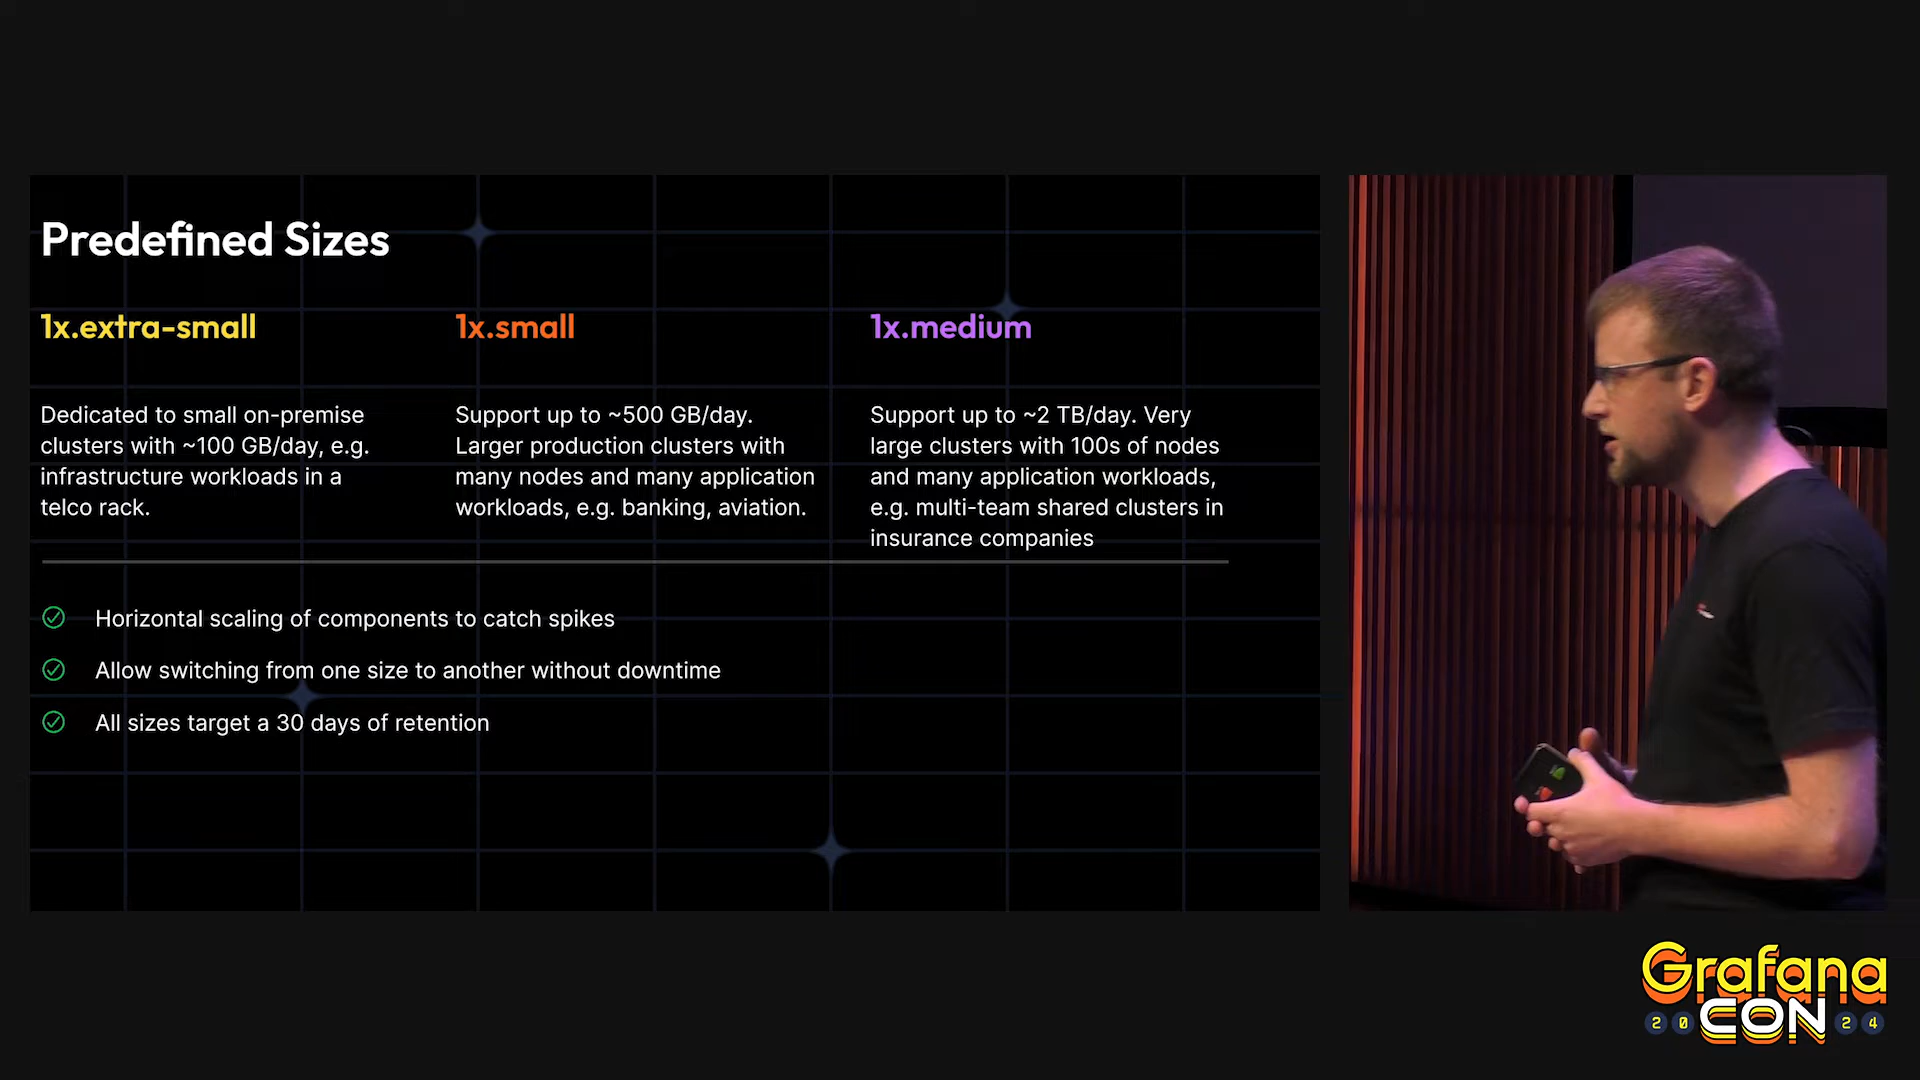 Predefined Sizes
1x.extra-small
Dedicated to small on-premise
clusters with ~100 GB/day, e.g.
infrastructure workloads in a
telco rack.
1x.small
Support up to ~500 GB/day.
Larger production clusters with
many nodes and many application
workloads, e.g. banking, aviation.
1x.medium
Support up to ~2 TB/day. Very
large clusters with 100s of nodes
and many application workloads,
e.g. multi-team shared clusters in
insurance companies
Horizontal scaling of components to catch spikes
Allow switching from one size to another without downtime
All sizes target a 30 days of retention
Grafana
20 CON 24